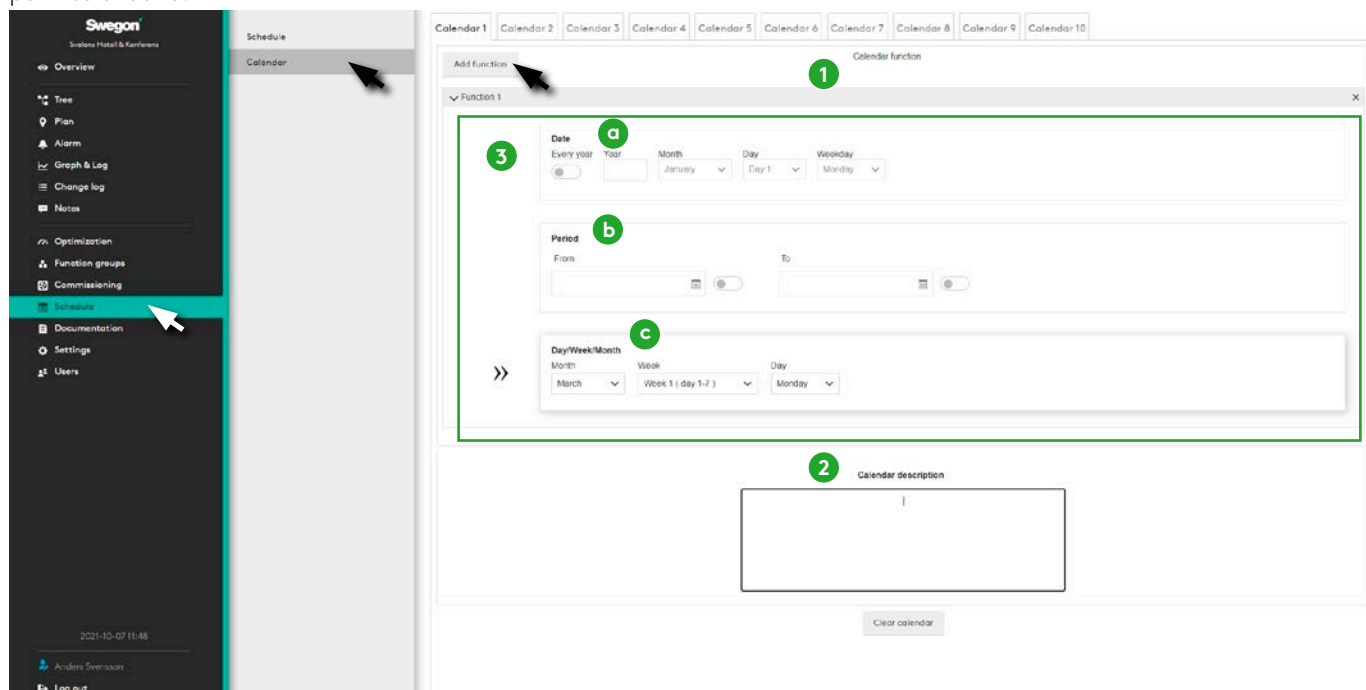 Swegon
Svalans Hotell & Konferens
Overview
Tree
Plan
Alarm
Graph & Log
Change log
Notes
Optimization
Function groups
Commissioning
Schedule
Documentation
Settings
Users
2021-10-07 11:48
Anders Svensson
Log out
Schedule
Calendar
Calendar 1 Calendar 2 Calendar 3 Calendar 4 Calendar 5 Calendar 6 Calendar 7 Calendar 8 Calendar 9 Calendar 10
Add function
Calendar function
1
Function 1
3
a
Date
Every year Year Month Day Weekday
January Day 1 Monday
b
Period
From To
c
Day/Week/Month
Month Week Day
March Week 1 ( day 1-7 ) Monday
2
Calendar description
Clear calendar